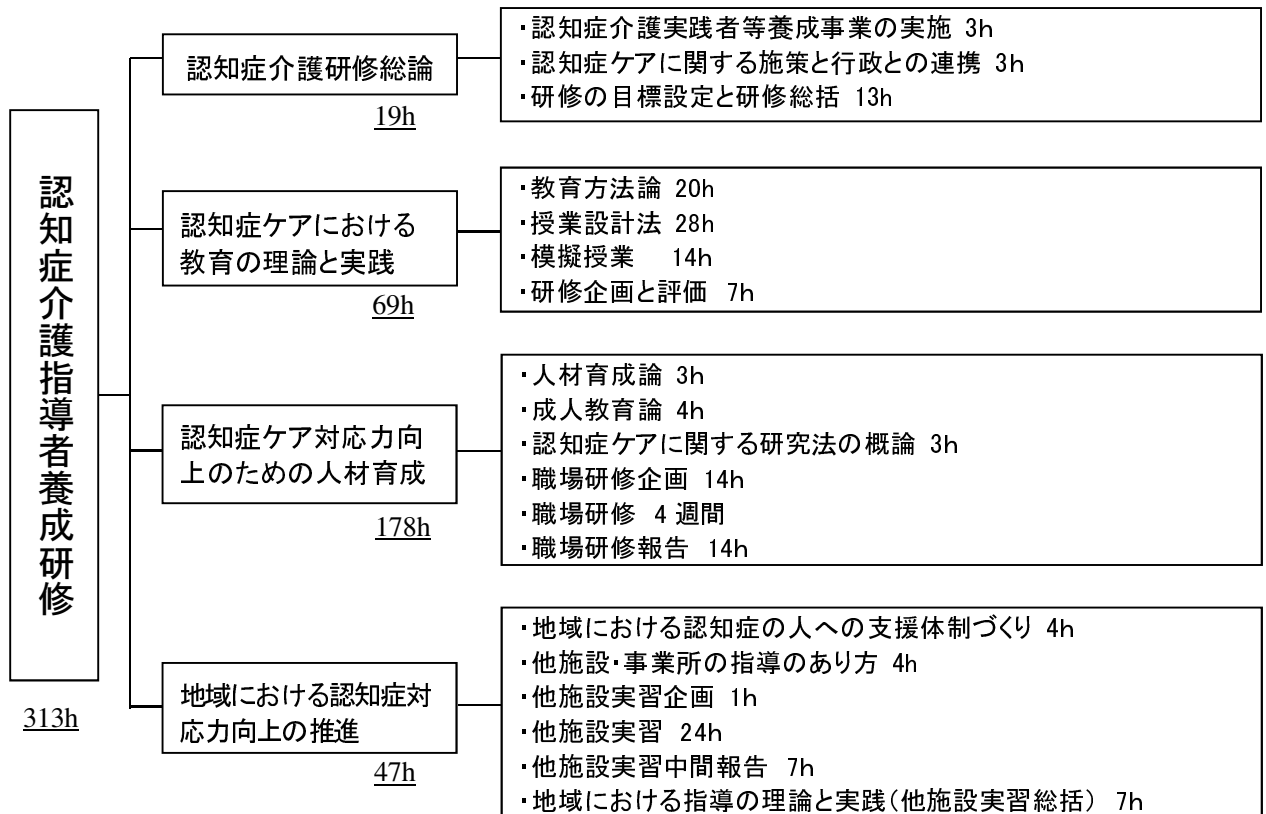 認知症介護指導者養成研修
313h
認知症介護研修総論
19h
・認知症介護実践者等養成事業の実施 3h
・認知症ケアに関する施策と行政との連携 3h
・研修の目標設定と研修総括 13h
認知症ケアにおける
教育の理論と実践
69h
・教育方法論 20h
・授業設計法 28h
・模擬授業 14h
・研修企画と評価 7h
認知症ケア対応力向
上のための人材育成
178h
・人材育成論 3h
・成人教育論 4h
・認知症ケアに関する研究法の概論 3h
・職場研修企画 14h
・職場研修 4 週間
・職場研修報告 14h
地域における認知症対
応力向上の推進
47h
・地域における認知症の人への支援体制づくり 4h
・他施設・事業所の指導のあり方 4h
・他施設実習企画 1h
・他施設実習 24h
・他施設実習中間報告 7h
・地域における指導の理論と実践(他施設実習総括) 7h